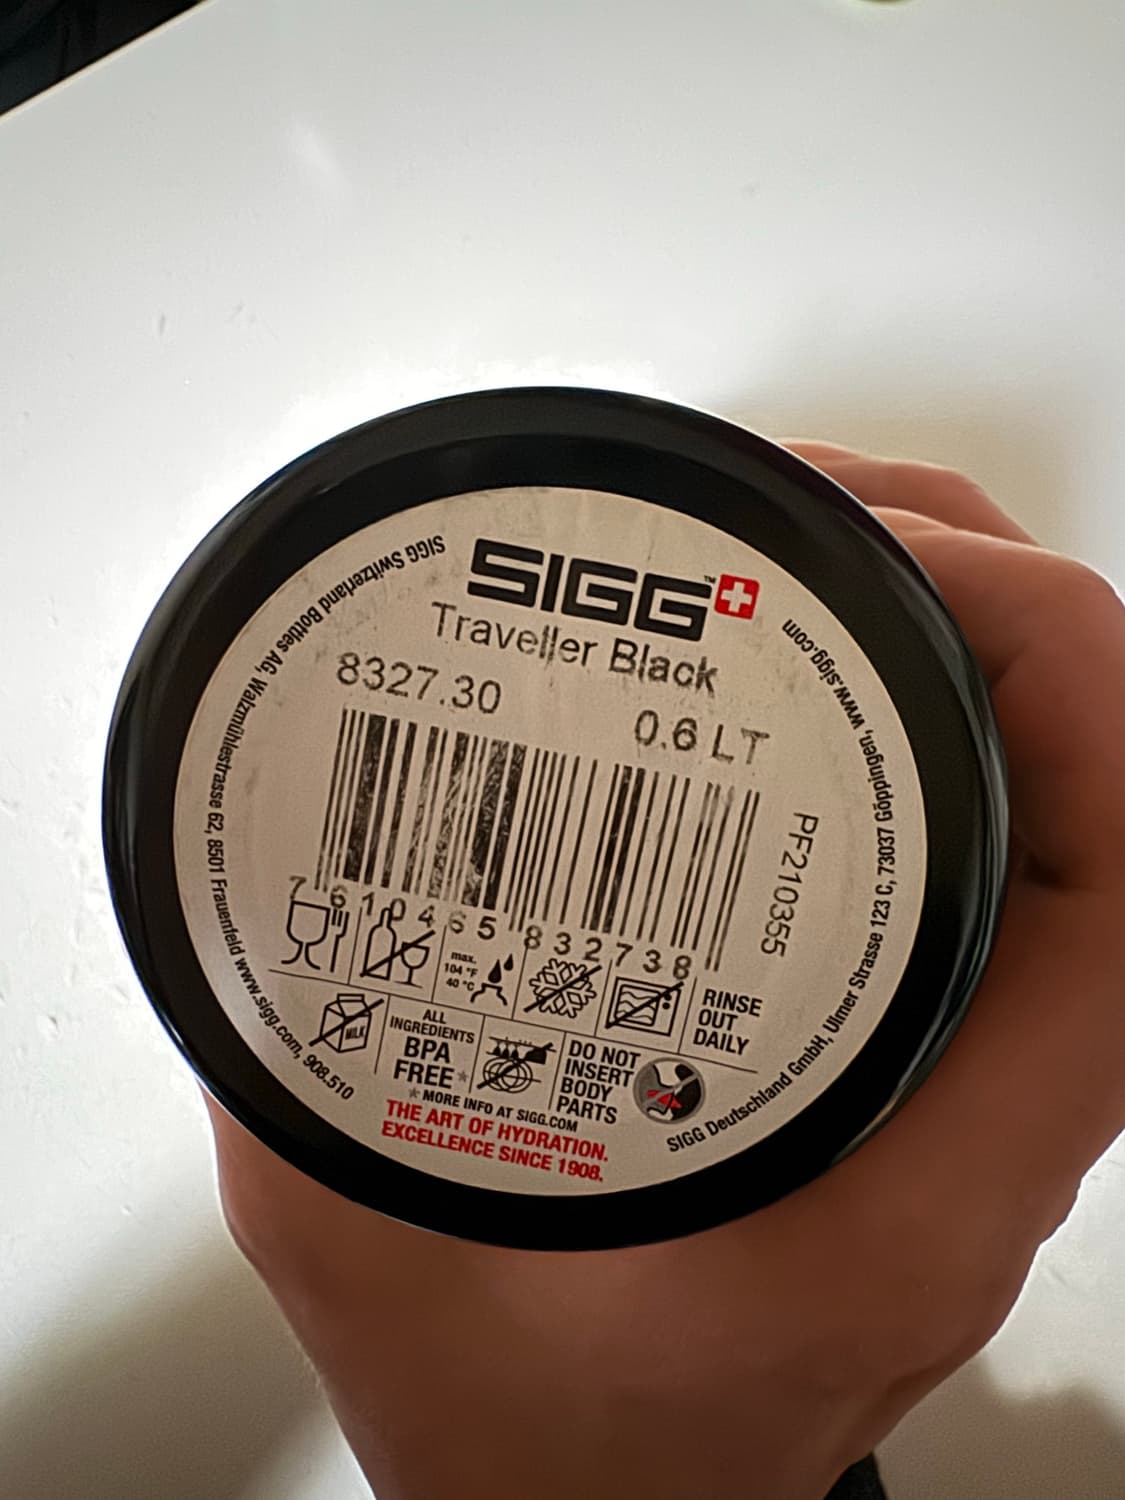 SIGG™
Traveller Black
8327.30
0.6 LT
7 610465 832738
PF210355
max.
104 °F
40 °C
RINSE
OUT
DAILY
MILK
ALL
INGREDIENTS
BPA
FREE*
DO NOT
INSERT
BODY
PARTS
* MORE INFO AT SIGG.COM
THE ART OF HYDRATION.
EXCELLENCE SINCE 1908.
SIGG Switzerland Bottles AG, Walzmühlestrasse 62, 8501 Frauenfeld www.sigg.com, 908.510
SIGG Deutschland GmbH, Ulmer Strasse 123 C, 73037 Göppingen, www.sigg.com